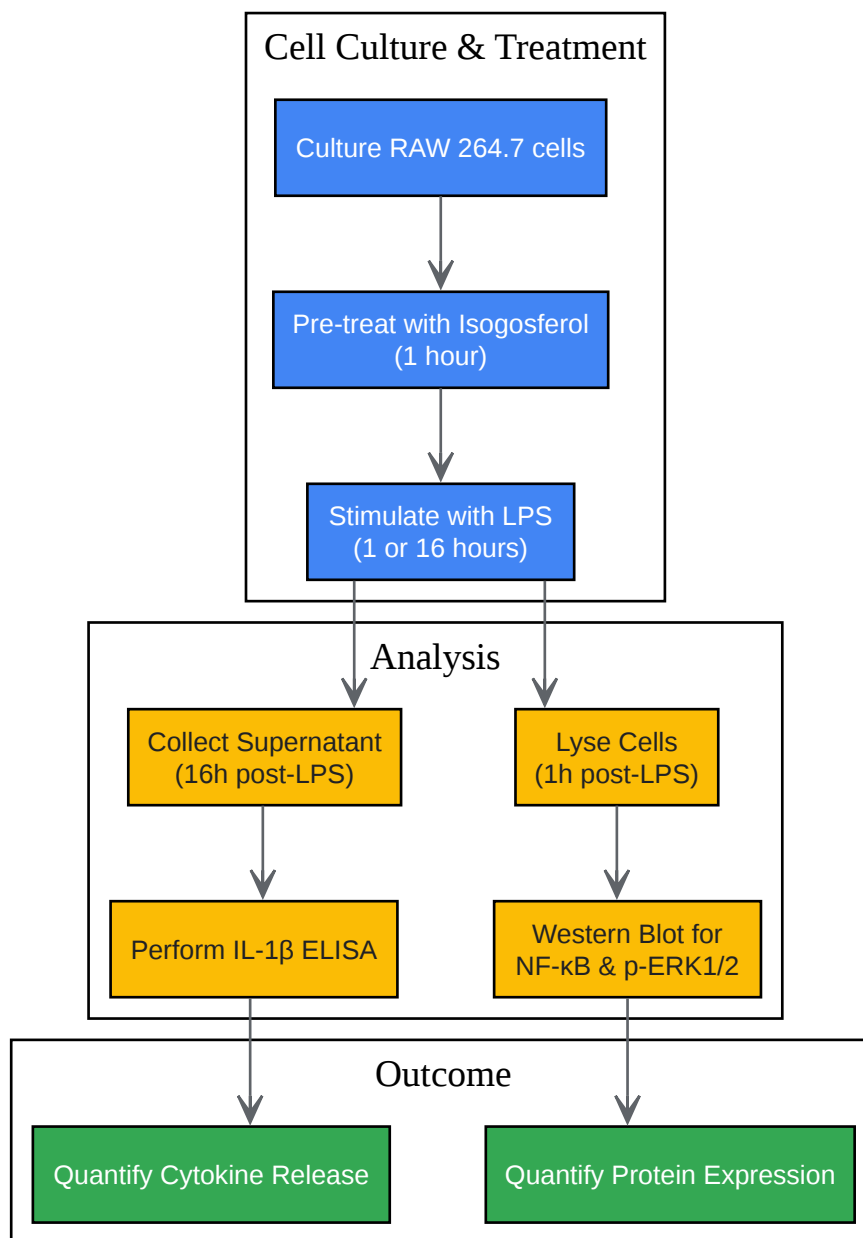 Cell Culture & Treatment
Culture RAW 264.7 cells
Pre-treat with Isogosferol
(1 hour)
Stimulate with LPS
(1 or 16 hours)
Analysis
Collect Supernatant
(16h post-LPS)
Lyse Cells
(1h post-LPS)
Perform IL-1β ELISA
Western Blot for
NF-κB & p-ERK1/2
Outcome
Quantify Cytokine Release
Quantify Protein Expression